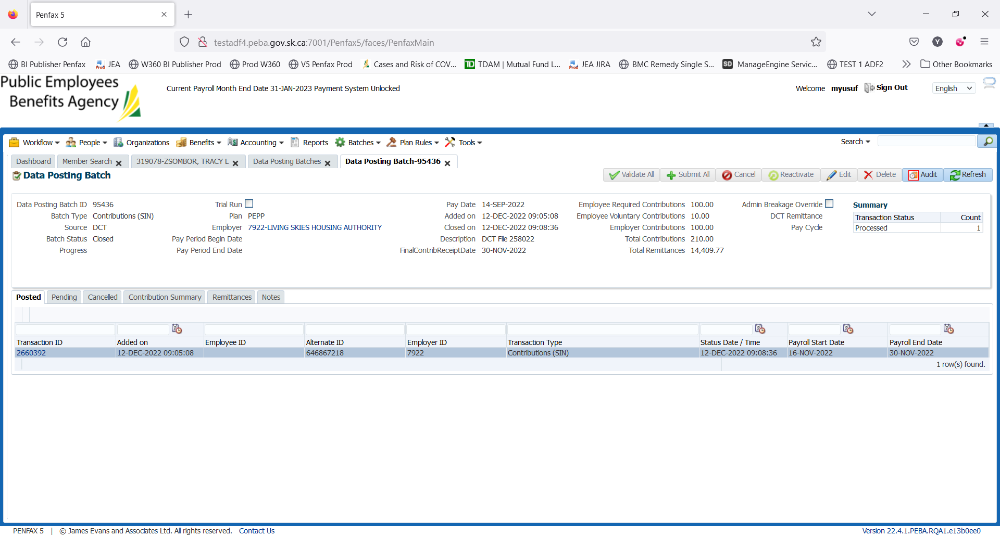 Penfax 5
testadf4.peba.gov.sk.ca:7001/Penfax5/faces/PenfaxMain
Y
BI Publisher Penfax JEA W360 BI Publisher Prod Prod W360 V5 Penfax Prod Cases and Risk of COV... TDAM | Mutual Fund L... JEA JIRA BMC Remedy Single S... ManageEngine Servic... TEST 1 ADF2 Other Bookmarks
Public Employees
Benefits Agency
Current Payroll Month End Date 31-JAN-2023 Payment System Unlocked
Welcome myusuf Sign Out English
Workflow People Organizations Benefits Accounting Reports Batches Plan Rules Tools Search
Dashboard Member Search 319078-ZSOMBOR, TRACY L Data Posting Batches Data Posting Batch-95436
Data Posting Batch Validate All Submit All Cancel Reactivate Edit Delete Audit Refresh
Data Posting Batch ID 95436 Trial Run Pay Date 14-SEP-2022 Employee Required Contributions 100.00 Admin Breakage Override Summary
Batch Type Contributions (SIN) Plan PEPP Added on 12-DEC-2022 09:05:08 Employee Voluntary Contributions 10.00 DCT Remittance Transaction Status Count
Source DCT Employer 7922-LIVING SKIES HOUSING AUTHORITY Closed on 12-DEC-2022 09:08:36 Employer Contributions 100.00 Pay Cycle Processed 1
Batch Status Closed Pay Period Begin Date Description DCT File 258022 Total Contributions 210.00
Progress Pay Period End Date FinalContribReceiptDate 30-NOV-2022 Total Remittances 14,409.77
Posted Pending Cancelled Contribution Summary Remittances Notes
Transaction ID Added on Employee ID Alternate ID Employer ID Transaction Type Status Date / Time Payroll Start Date Payroll End Date
2660392 12-DEC-2022 09:05:08 646867218 7922 Contributions (SIN) 12-DEC-2022 09:08:36 16-NOV-2022 30-NOV-2022
1 row(s) found.
PENFAX 5 | © James Evans and Associates Ltd. All rights reserved. Contact Us Version 22.4.1.PEBA.RQA1.e13b0ee0